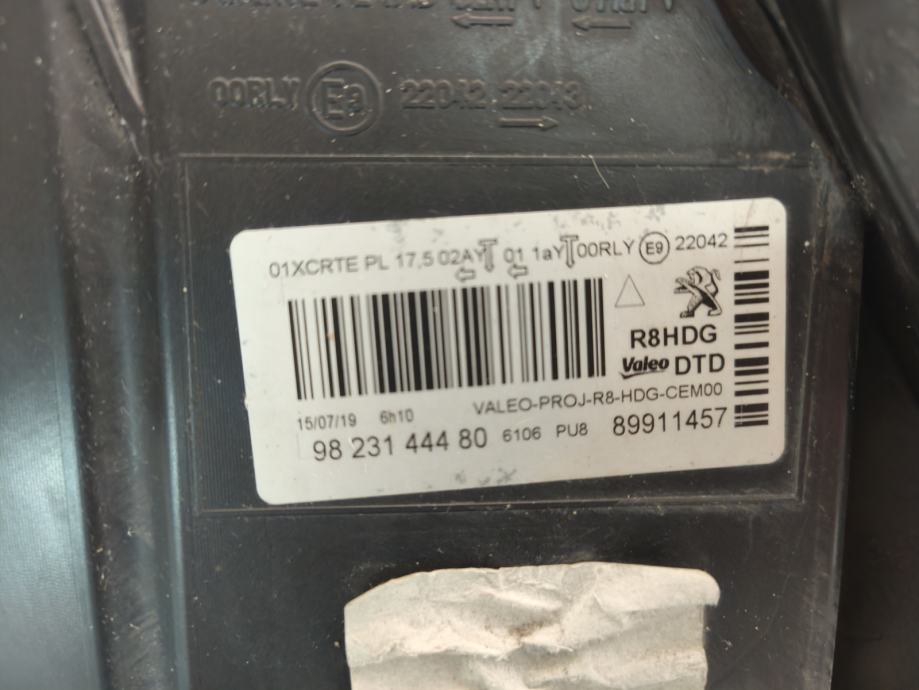 00RLY E9 22042 22043
01XCRTE PL 17,5 02AY 01 1aY 00RLY E9 22042
R8HDG
Valeo DTD
VALEO-PROJ-R8-HDG-CEM00
15/07/19 6h10
98 231 444 80 6106 PU8 89911457